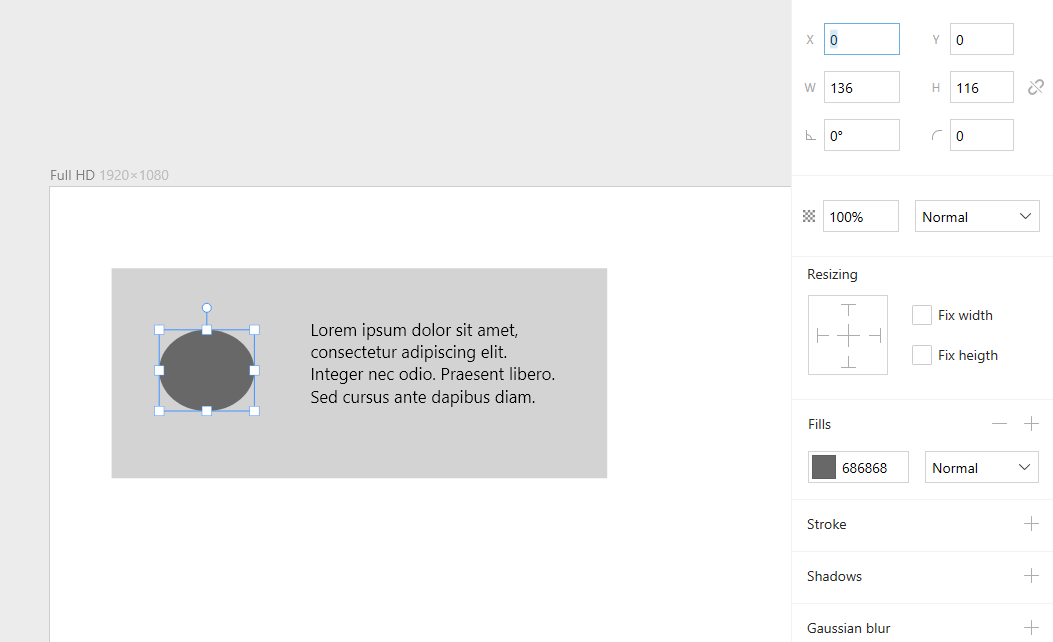 X 0 Y 0
W 136 H 116
0° 0
Full HD 1920×1080
100% Normal
Resizing
Fix width
Fix heigth
Lorem ipsum dolor sit amet,
consectetur adipiscing elit.
Integer nec odio. Praesent libero.
Sed cursus ante dapibus diam.
Fills
686868 Normal
Stroke
Shadows
Gaussian blur